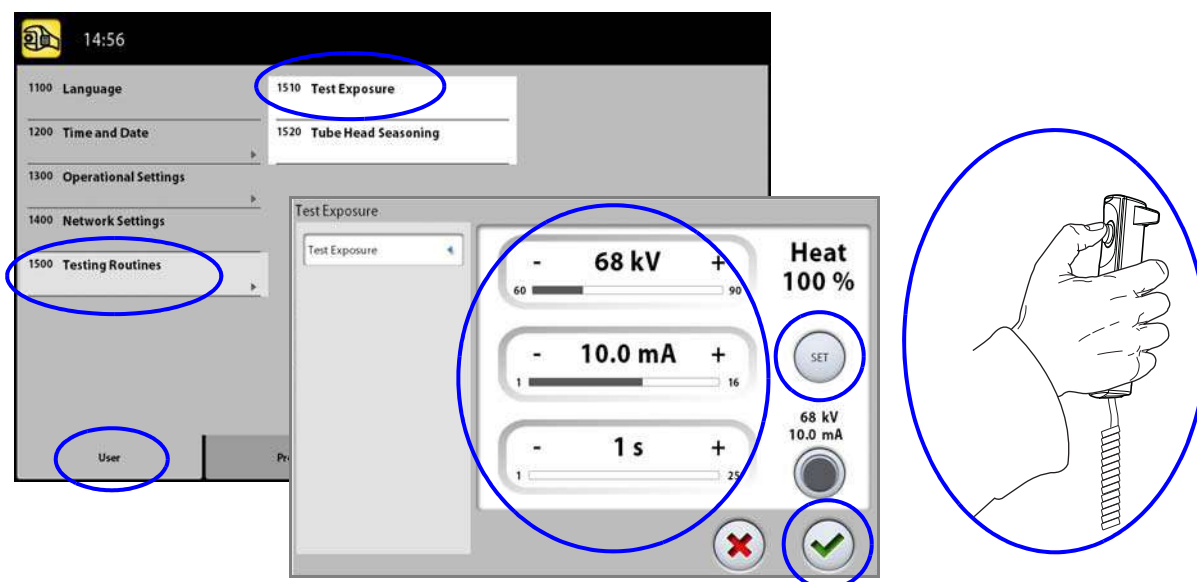 14:56
1100 Language
1200 Time and Date
1300 Operational Settings
1400 Network Settings
1500 Testing Routines
1510 Test Exposure
1520 Tube Head Seasoning
User
Test Exposure
Test Exposure
- 68 kV +
60 90
- 10.0 mA +
1 16
- 1 s +
1 25
Heat
100 %
SET
68 kV
10.0 mA